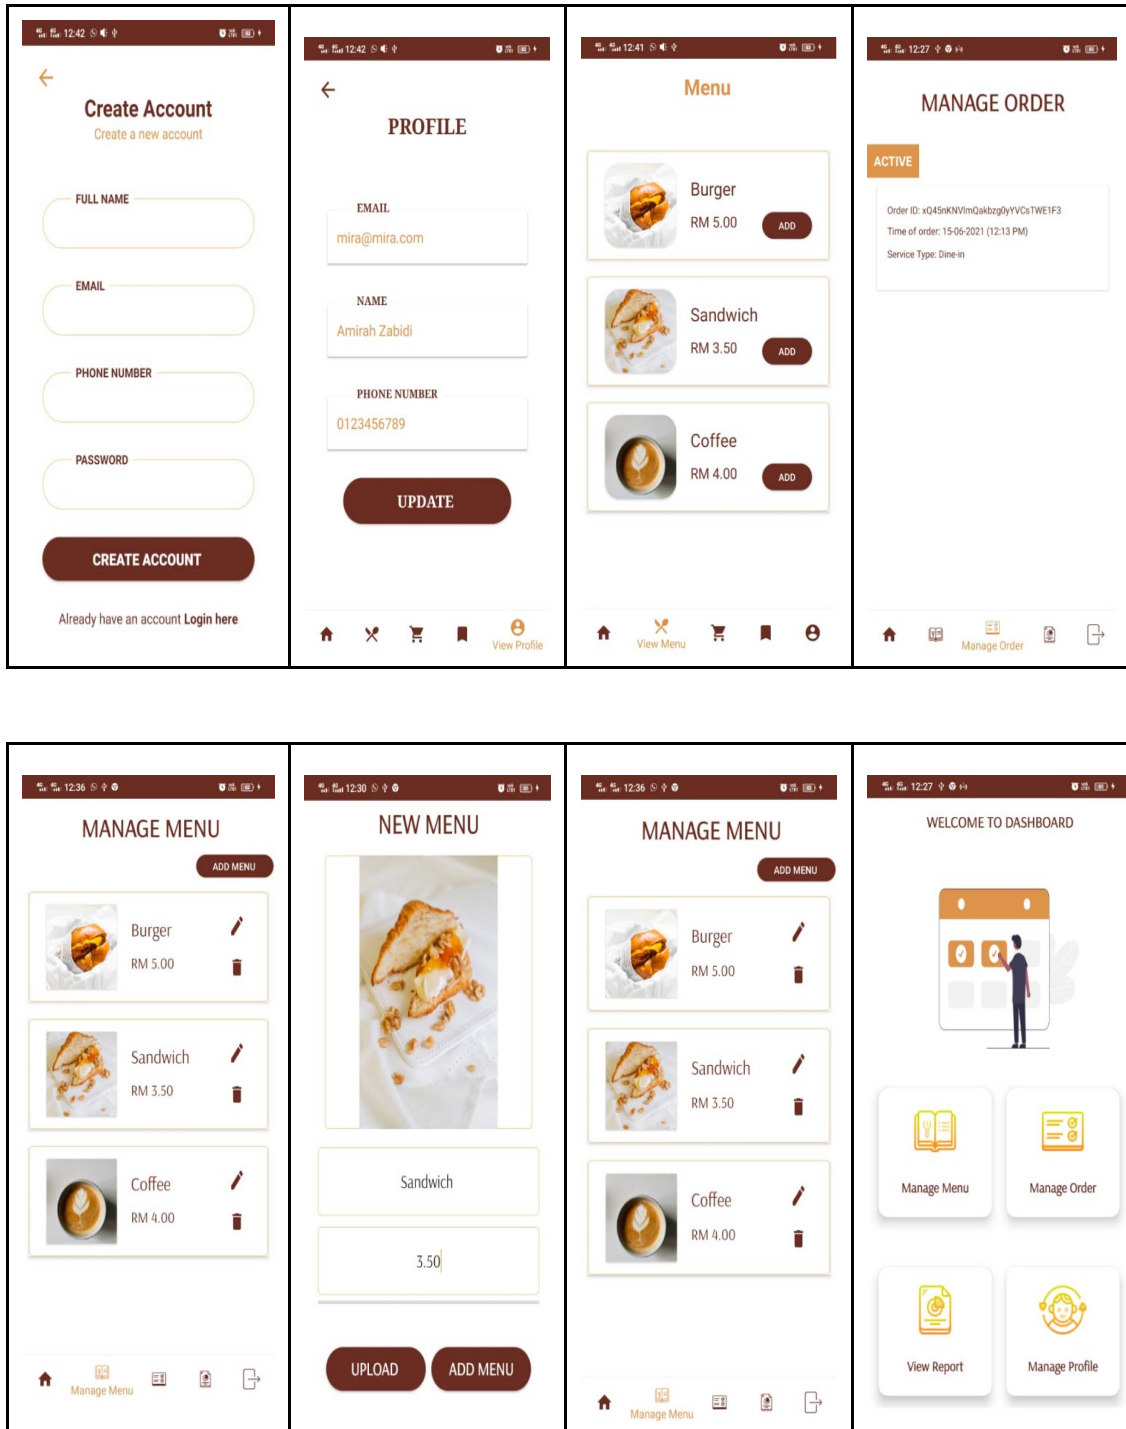 12:42
Create Account
Create a new account
FULL NAME
EMAIL
PHONE NUMBER
PASSWORD
CREATE ACCOUNT
Already have an account Login here
12:42
PROFILE
EMAIL
mira@mira.com
NAME
Amirah Zabidi
PHONE NUMBER
0123456789
UPDATE
View Profile
12:41
Menu
Burger
RM 5.00
ADD
Sandwich
RM 3.50
ADD
Coffee
RM 4.00
ADD
View Menu
12:27
MANAGE ORDER
ACTIVE
Order ID: xQ45nKNVlmQakbzg0yYVCsTWE1F3
Time of order: 15-06-2021 (12:13 PM)
Service Type: Dine-in
Manage Order
12:36
MANAGE MENU
ADD MENU
Burger
RM 5.00
Sandwich
RM 3.50
Coffee
RM 4.00
Manage Menu
12:30
NEW MENU
Sandwich
3.50
UPLOAD
ADD MENU
12:36
MANAGE MENU
ADD MENU
Burger
RM 5.00
Sandwich
RM 3.50
Coffee
RM 4.00
Manage Menu
12:27
WELCOME TO DASHBOARD
Manage Menu
Manage Order
View Report
Manage Profile